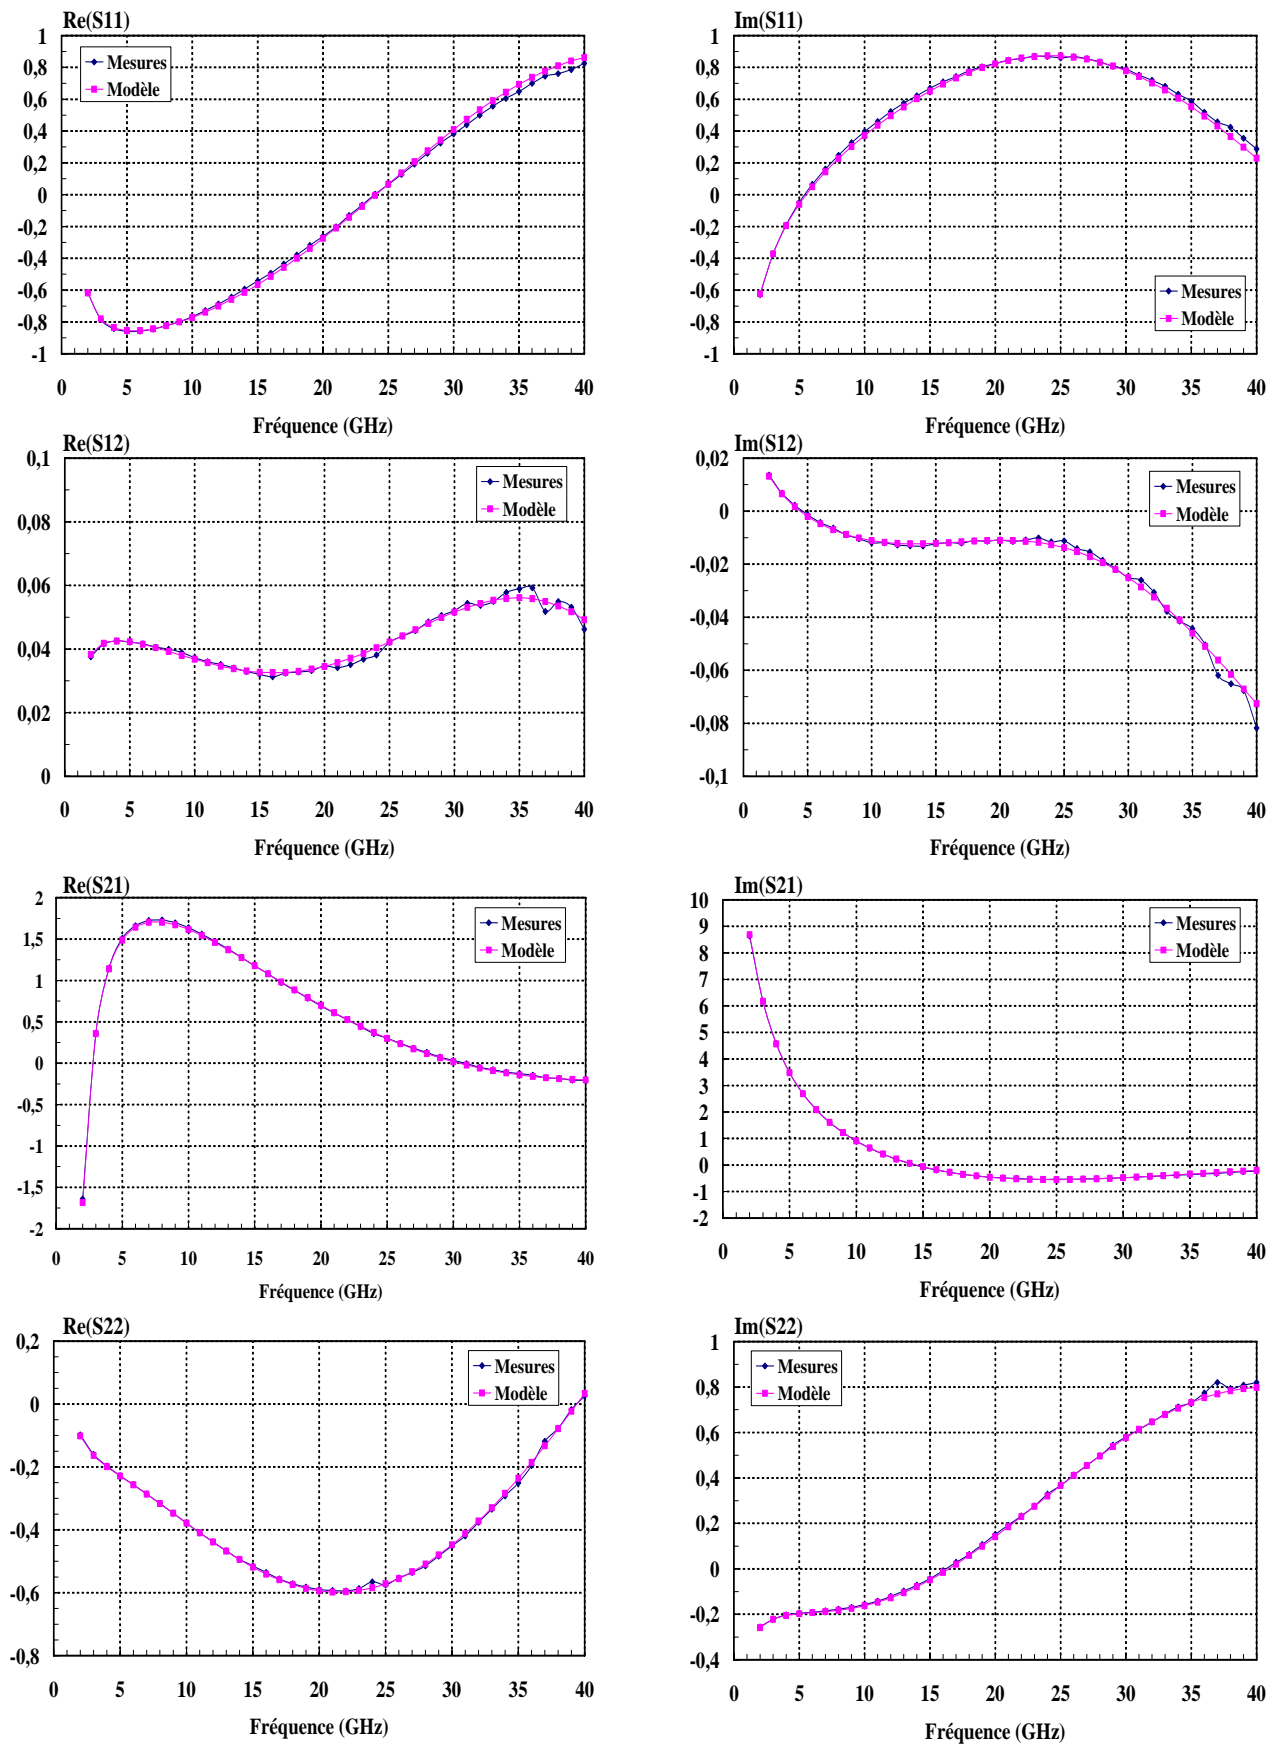 Re(S11)
1
0,8
0,6
0,4
0,2
0
-0,2
-0,4
-0,6
-0,8
-1
Mesures
Modèle
0 5 10 15 20 25 30 35 40
Fréquence (GHz)
Im(S11)
1
0,8
0,6
0,4
0,2
0
-0,2
-0,4
-0,6
-0,8
-1
Mesures
Modèle
0 5 10 15 20 25 30 35 40
Fréquence (GHz)
Re(S12)
0,1
0,08
0,06
0,04
0,02
0
Mesures
Modèle
0 5 10 15 20 25 30 35 40
Fréquence (GHz)
Im(S12)
0,02
0
-0,02
-0,04
-0,06
-0,08
-0,1
Mesures
Modèle
0 5 10 15 20 25 30 35 40
Fréquence (GHz)
Re(S21)
2
1,5
1
0,5
0
-0,5
-1
-1,5
-2
Mesures
Modèle
0 5 10 15 20 25 30 35 40
Fréquence (GHz)
Im(S21)
10
9
8
7
6
5
4
3
2
1
0
-1
-2
Mesures
Modèle
0 5 10 15 20 25 30 35 40
Fréquence (GHz)
Re(S22)
0,2
0
-0,2
-0,4
-0,6
-0,8
Mesures
Modèle
0 5 10 15 20 25 30 35 40
Fréquence (GHz)
Im(S22)
1
0,8
0,6
0,4
0,2
0
-0,2
-0,4
Mesures
Modèle
0 5 10 15 20 25 30 35 40
Fréquence (GHz)